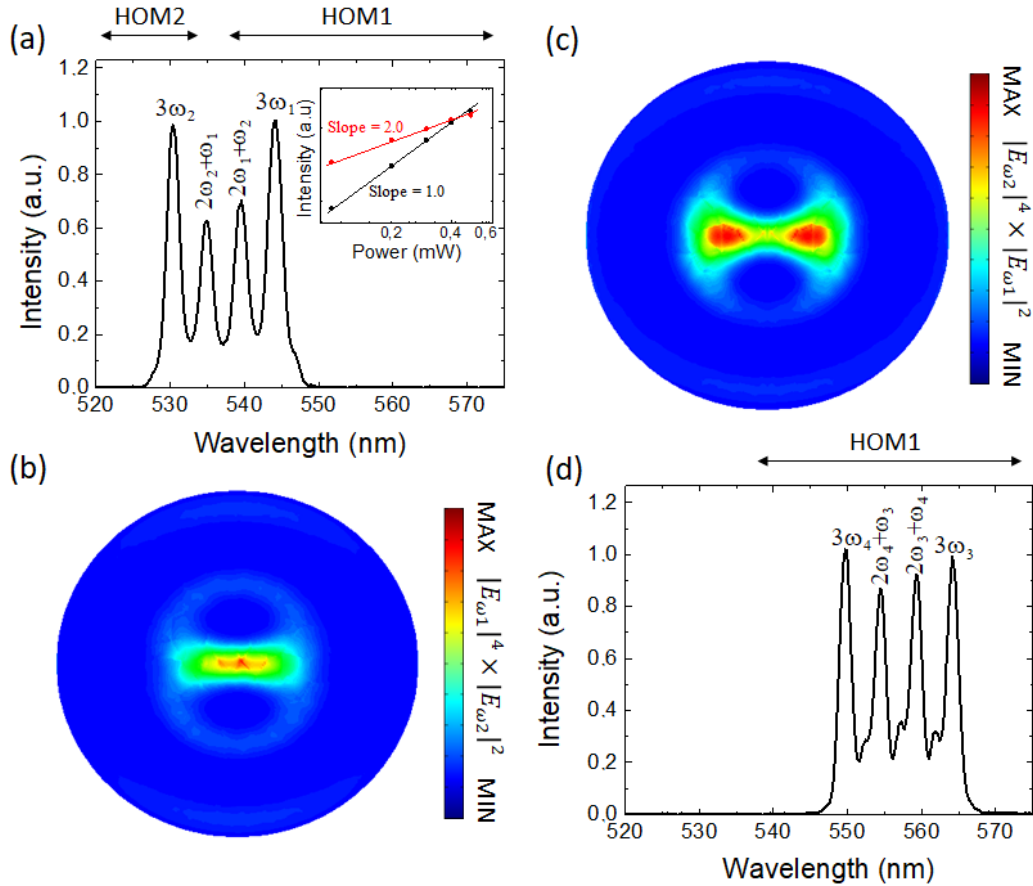 HOM2 HOM1
(a)
1.2
1.0
0.8
0.6
0.4
0.2
0.0
Intensity (a.u.)
3ω₂
2ω₂+ω₁
2ω₁+ω₂
3ω₁
Intensity (a.u)
Slope = 2.0
Slope = 1.0
0,2 0,4 0,6
Power (mW)
520 530 540 550 560 570
Wavelength (nm)
(c)
MIN |Eω2|⁴ × |Eω1|² MAX
(b)
MIN |Eω1|⁴ × |Eω2|² MAX
HOM1
(d)
1.2
1.0
0.8
0.6
0.4
0.2
0.0
Intensity (a.u.)
3ω₄
2ω₄+ω₃
2ω₃+ω₄
3ω₃
520 530 540 550 560 570
Wavelength (nm)